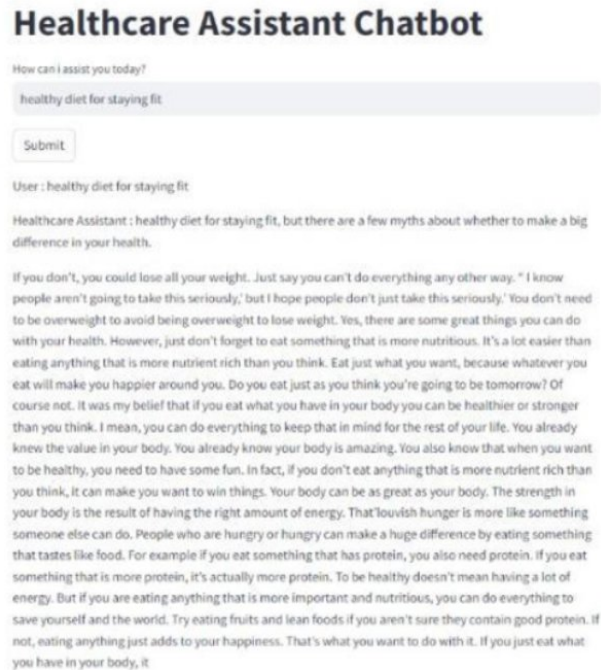 Healthcare Assistant Chatbot
How can i assist you today?
healthy diet for staying fit
Submit
User : healthy diet for staying fit
Healthcare Assistant : healthy diet for staying fit, but there are a few myths about whether to make a big
difference in your health.
If you don't, you could lose all your weight. Just say you can't do everything any other way. " I know
people aren't going to take this seriously,' but I hope people don't just take this seriously.' You don't need
to be overweight to avoid being overweight to lose weight. Yes, there are some great things you can do
with your health. However, just don't forget to eat something that is more nutritious. It's a lot easier than
eating anything that is more nutrient rich than you think. Eat just what you want, because whatever you
eat will make you happier around you. Do you eat just as you think you're going to be tomorrow? Of
course not. It was my belief that if you eat what you have in your body you can be healthier or stronger
than you think. I mean, you can do everything to keep that in mind for the rest of your life. You already
knew the value in your body. You already know your body is amazing. You also know that when you want
to be healthy, you need to have some fun. In fact, if you don't eat anything that is more nutrient rich than
you think, it can make you want to win things. Your body can be as great as your body. The strength in
your body is the result of having the right amount of energy. That'louvish hunger is more like something
someone else can do. People who are hungry or hungry can make a huge difference by eating something
that tastes like food. For example if you eat something that has protein, you also need protein. If you eat
something that is more protein, it's actually more protein. To be healthy doesn't mean having a lot of
energy. But if you are eating anything that is more important and nutritious, you can do everything to
save yourself and the world. Try eating fruits and lean foods if you aren't sure they contain good protein. If
not, eating anything just adds to your happiness. That's what you want to do with it. If you just eat what
you have in your body, it